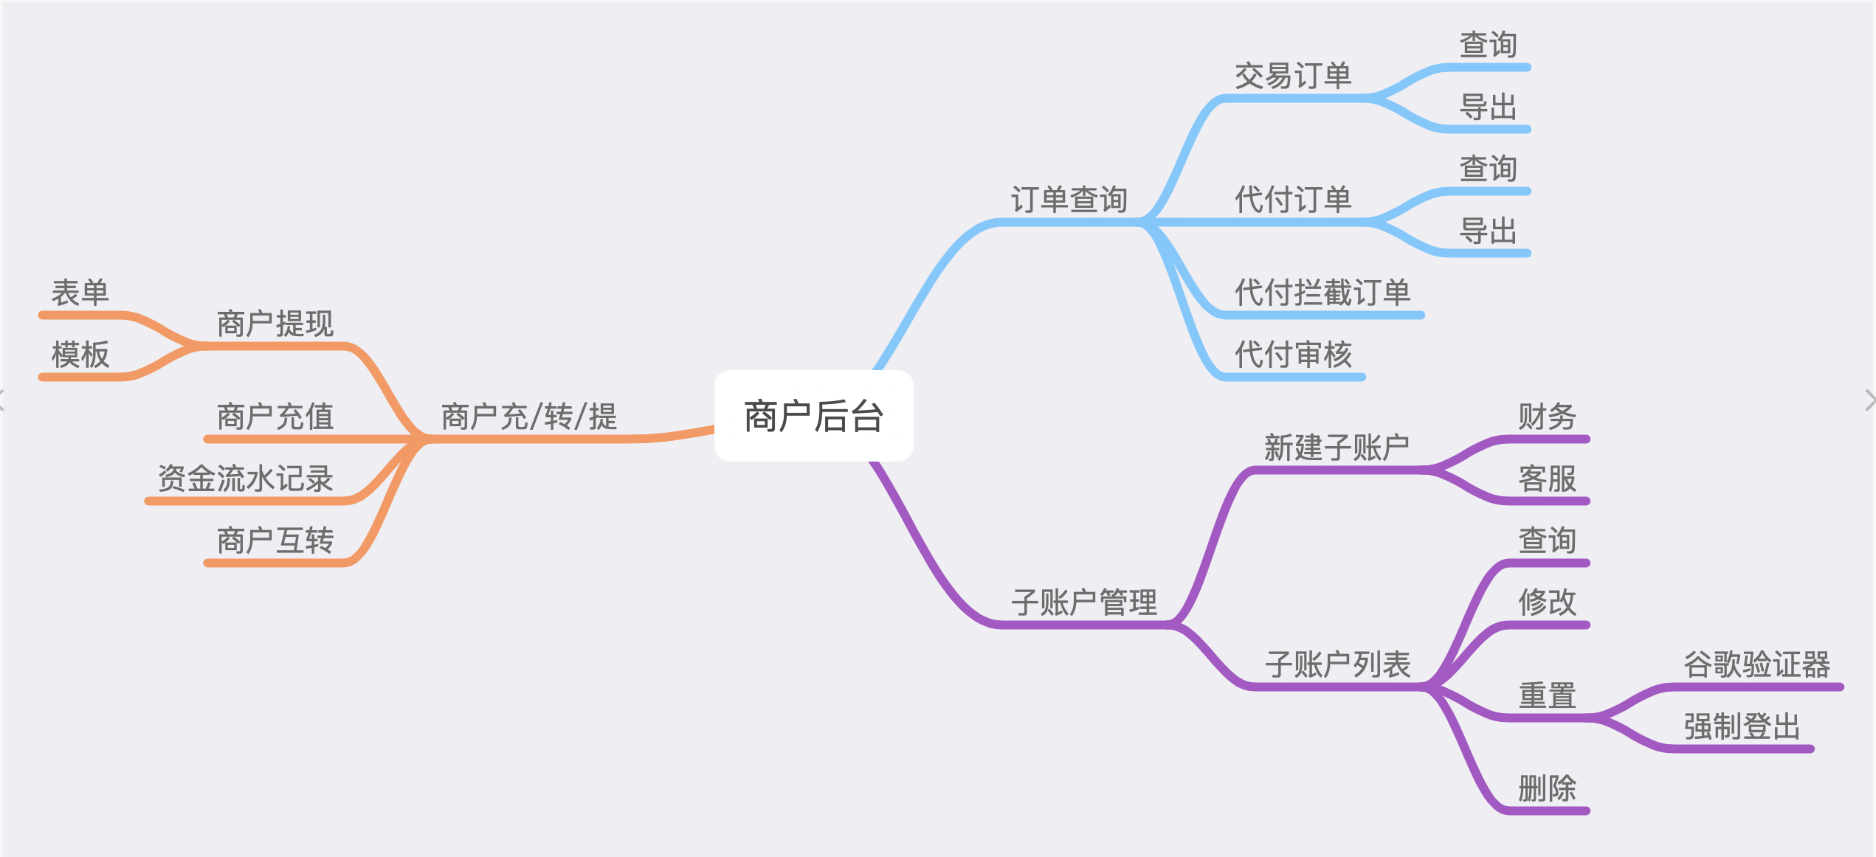 商户后台
订单查询
交易订单
查询
导出
代付订单
查询
导出
代付拦截订单
代付审核
子账户管理
新建子账户
财务
客服
子账户列表
查询
修改
重置
谷歌验证器
强制登出
删除
商户充/转/提
商户提现
表单
模板
商户充值
资金流水记录
商户互转